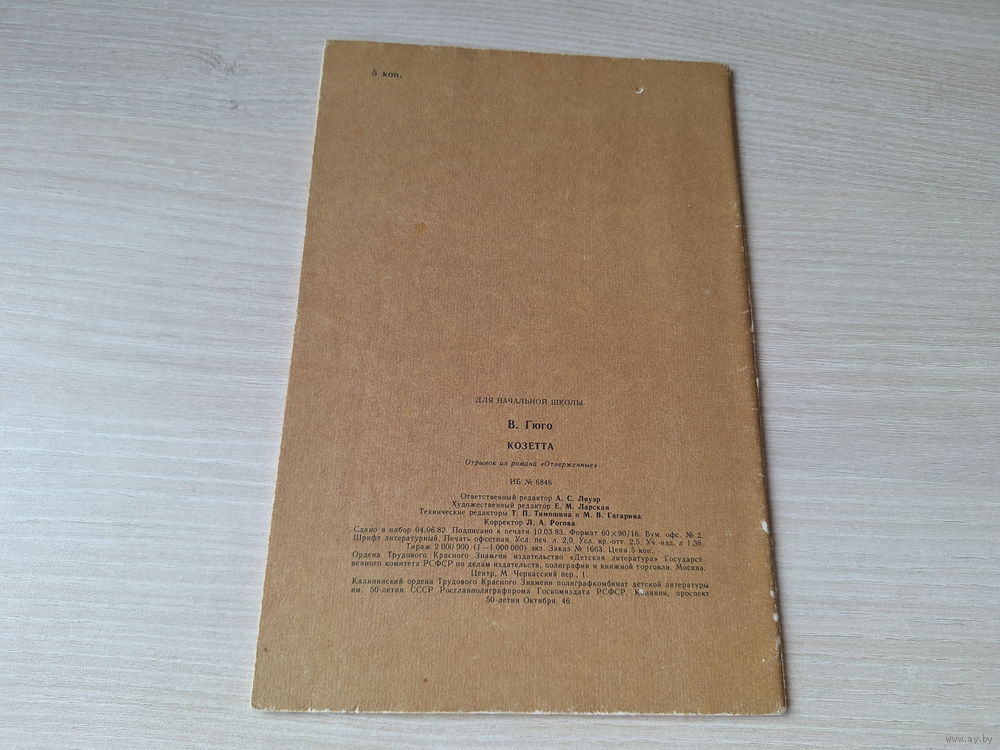 5 коп.
ДЛЯ НАЧАЛЬНОЙ ШКОЛЫ
В. Гюго
КОЗЕТТА
Отрывок из романа «Отверженные»
ИБ № 6846
Ответственный редактор А. С. Ляуэр
Художественный редактор Е. М. Ларская
Технические редакторы Т. П. Тимошина и М. В. Гагарина
Корректор Л. А. Рогова
Сдано в набор 04.06.82. Подписано к печати 10.03.83. Формат 60×90/16. Бум. офс. № 2.
Шрифт литературный. Печать офсетная. Усл. печ. л. 2,0. Усл. кр.-отт. 2,5. Уч.-изд. л 1,36.
Тираж 2 000 000 (1—1 000 000) экз. Заказ № 1663. Цена 5 коп.
Ордена Трудового Красного Знамени издательство «Детская литература» Государст-
венного комитета РСФСР по делам издательств, полиграфии и книжной торговли. Москва.
Центр, М. Черкасский пер., 1.
Калининский ордена Трудового Красного Знамени полиграфкомбинат детской литературы
им. 50-летия СССР Росглавполиграфпрома Госкомиздата РСФСР, Калинин, проспект
50-летия Октября, 46.
www.ay.by